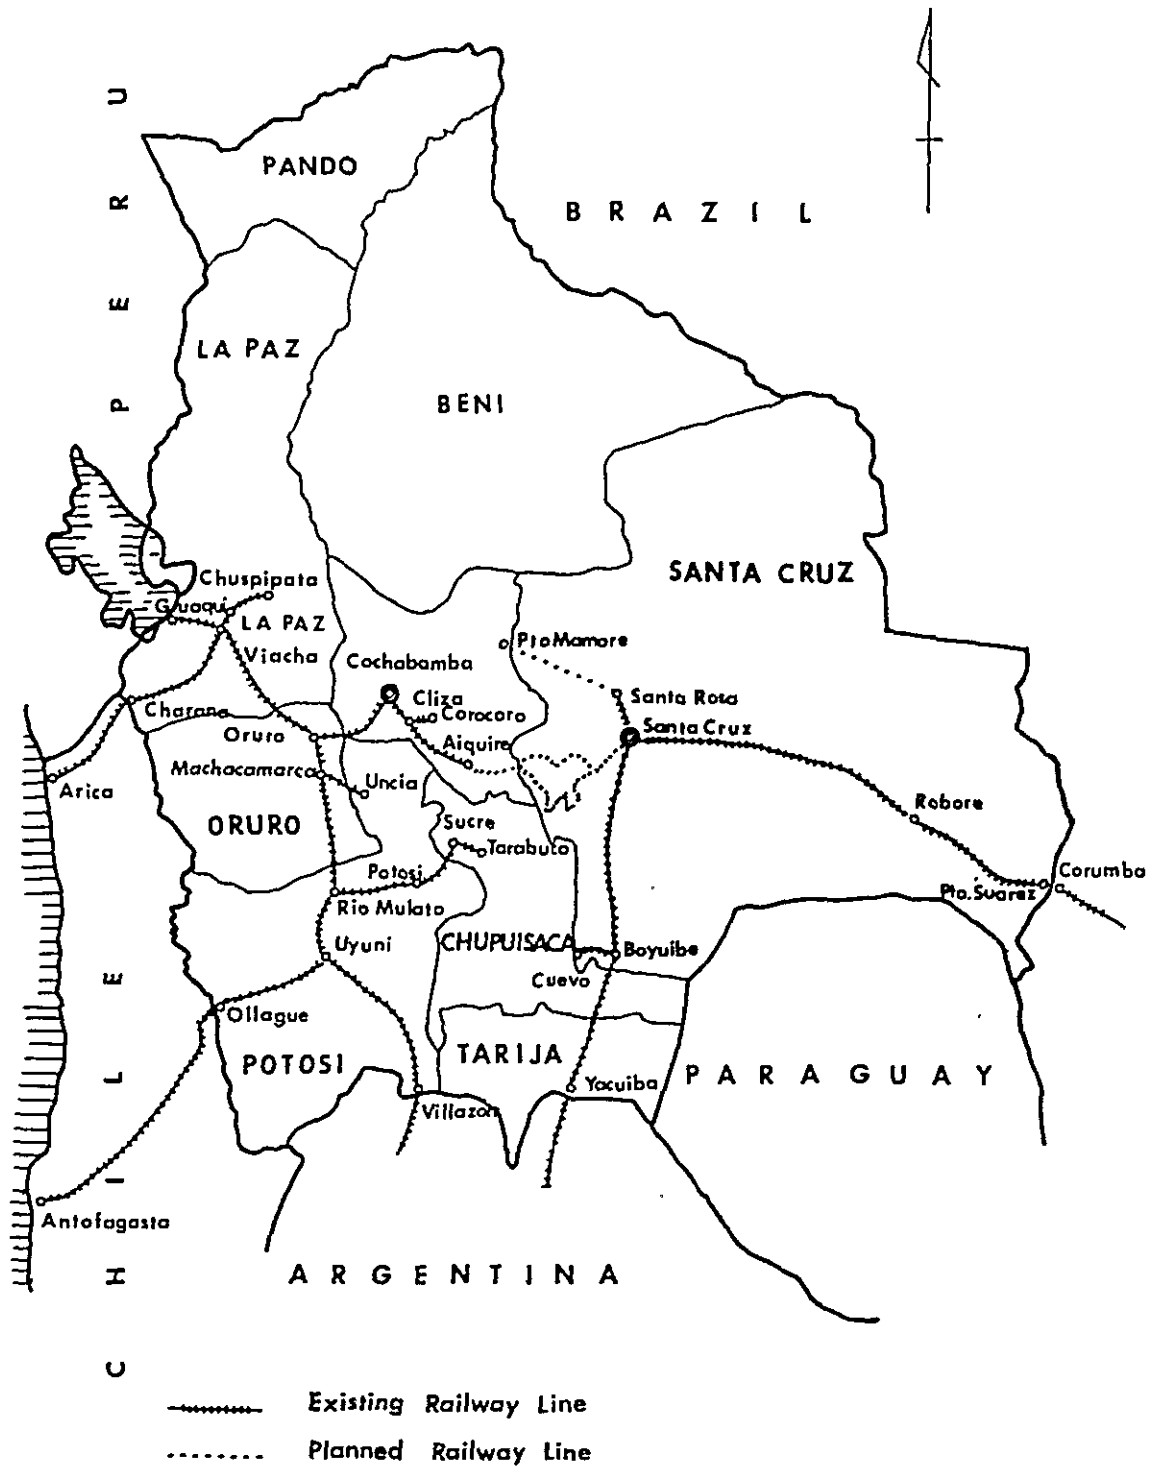 PERU
PANDO
BRAZIL
LA PAZ
BENI
SANTA CRUZ
Chuspipata
Guaqui
LA PAZ
Viacha
Pto Mamore
Cochabamba
Cliza
Santa Rosa
Corocoro
Charana
Santa Cruz
Oruro
Aiquire
Machacamarca
Uncia
Arica
Robore
ORURO
Sucre
Tarabuco
Potosi
Corumba
Pto. Suarez
Rio Mulato
Uyuni
CHUPUISACA
Boyuibe
Cuevo
Ollague
TARIJA
POTOSI
Yacuiba
PARAGUAY
Villazon
Antofagasta
ARGENTINA
CHILE
Existing Railway Line
Planned Railway Line